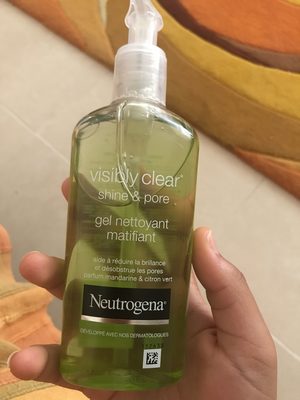 visibly clear®
shine & pore
gel nettoyant
matifiant
aide à réduire la brillance
et désobstrue les pores
parfum mandarine & citron vert
Neutrogena®
DÉVELOPPÉ AVEC NOS DERMATOLOGUES